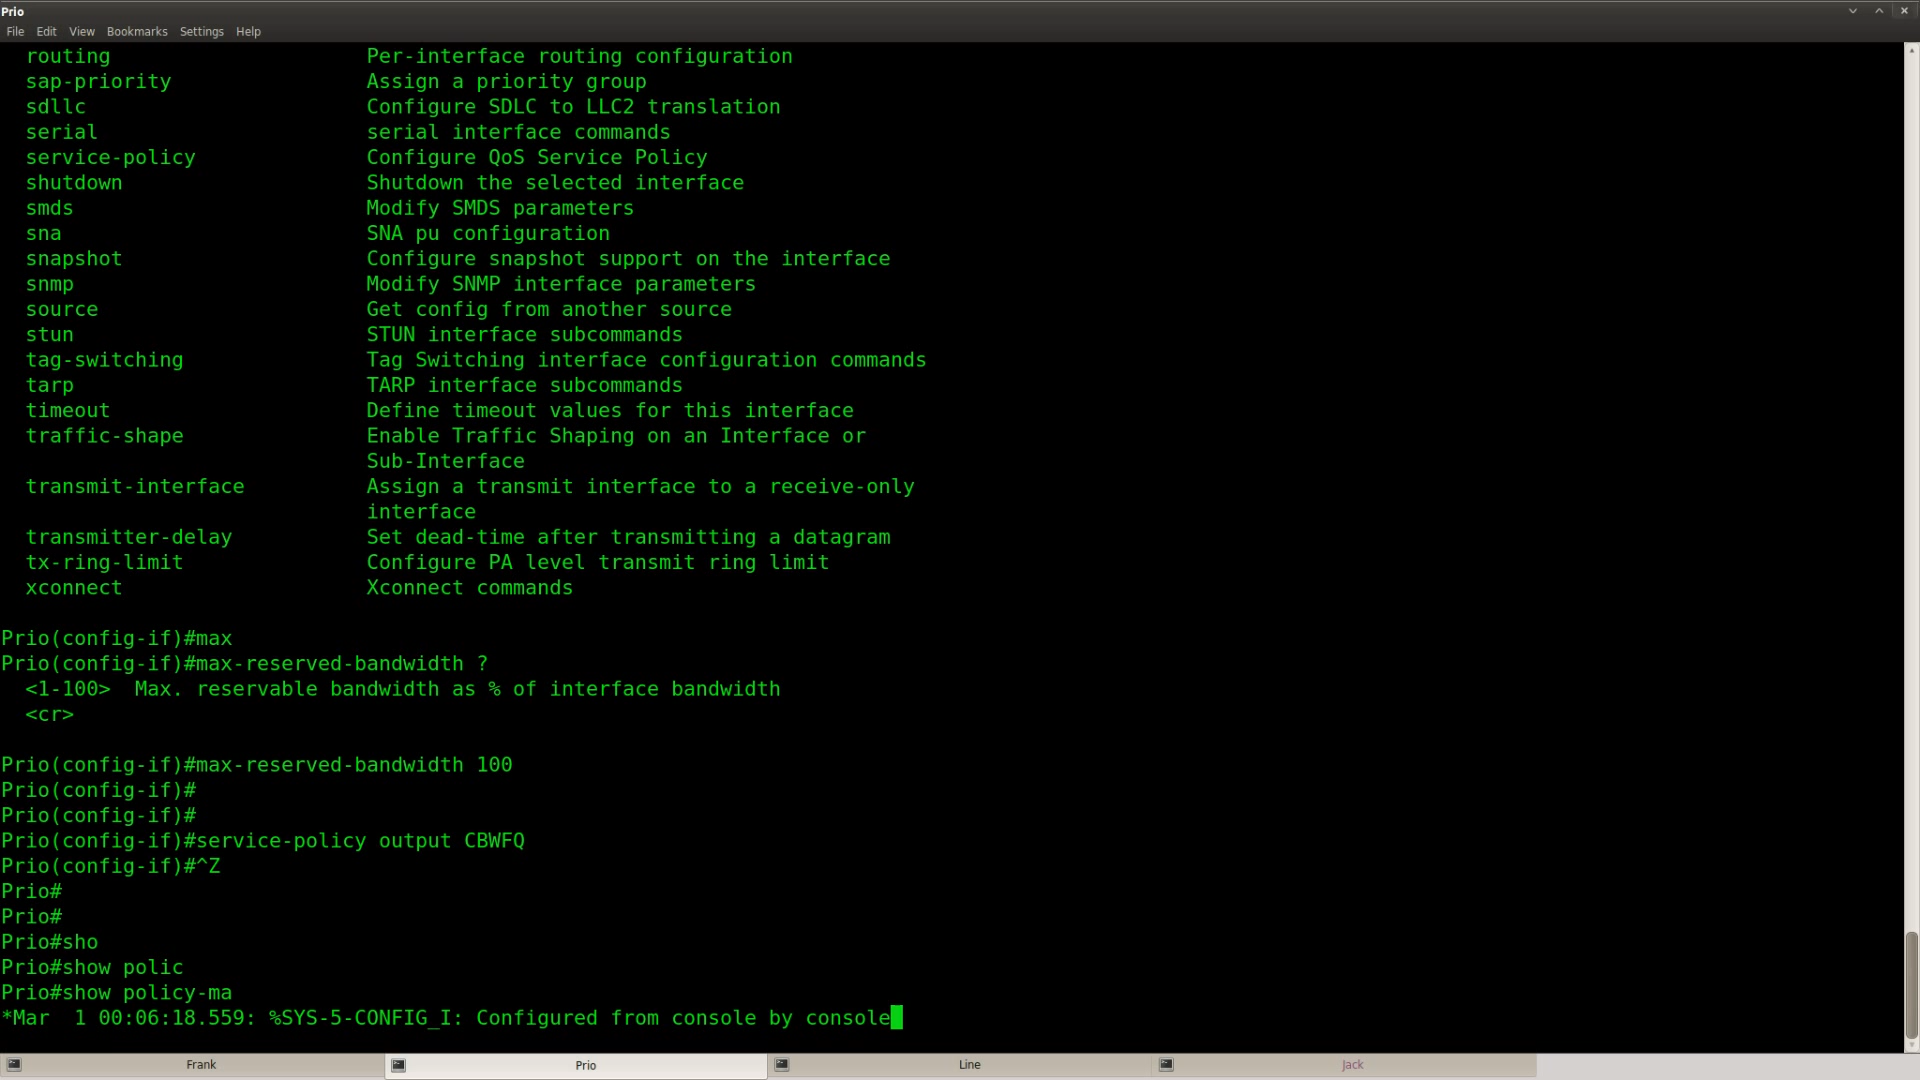 Prio
File Edit View Bookmarks Settings Help
routing Per-interface routing configuration
sap-priority Assign a priority group
sdllc Configure SDLC to LLC2 translation
serial serial interface commands
service-policy Configure QoS Service Policy
shutdown Shutdown the selected interface
smds Modify SMDS parameters
sna SNA pu configuration
snapshot Configure snapshot support on the interface
snmp Modify SNMP interface parameters
source Get config from another source
stun STUN interface subcommands
tag-switching Tag Switching interface configuration commands
tarp TARP interface subcommands
timeout Define timeout values for this interface
traffic-shape Enable Traffic Shaping on an Interface or
Sub-Interface
transmit-interface Assign a transmit interface to a receive-only
interface
transmitter-delay Set dead-time after transmitting a datagram
tx-ring-limit Configure PA level transmit ring limit
xconnect Xconnect commands
Prio(config-if)#max
Prio(config-if)#max-reserved-bandwidth ?
<1-100> Max. reservable bandwidth as % of interface bandwidth
<cr>
Prio(config-if)#max-reserved-bandwidth 100
Prio(config-if)#
Prio(config-if)#
Prio(config-if)#service-policy output CBWFQ
Prio(config-if)#^Z
Prio#
Prio#
Prio#sho
Prio#show polic
Prio#show policy-ma
*Mar 1 00:06:18.559: %SYS-5-CONFIG_I: Configured from console by console
Frank Prio Line Jack